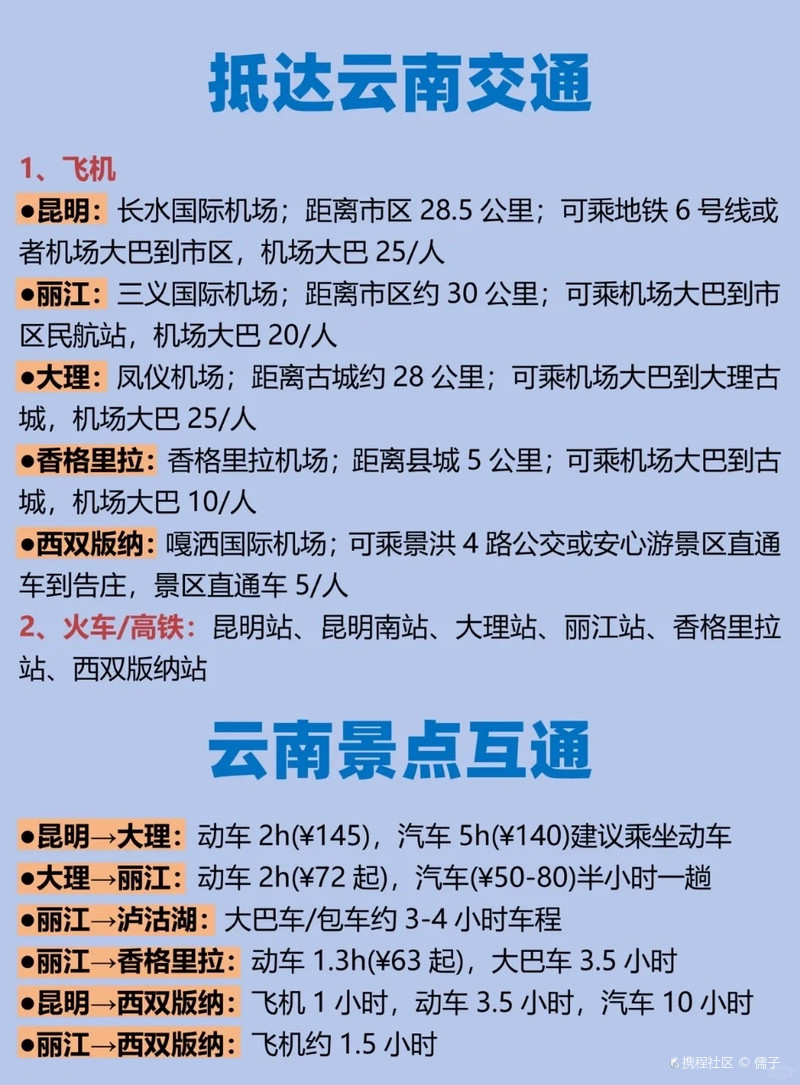 抵达云南交通
1、飞机
●昆明：长水国际机场；距离市区 28.5 公里；可乘地铁 6 号线或
者机场大巴到市区，机场大巴 25/人
●丽江：三义国际机场；距离市区约 30 公里；可乘机场大巴到市
区民航站，机场大巴 20/人
●大理：凤仪机场；距离古城约 28 公里；可乘机场大巴到大理古
城，机场大巴 25/人
●香格里拉：香格里拉机场；距离县城 5 公里；可乘机场大巴到古
城，机场大巴 10/人
●西双版纳：嘎洒国际机场；可乘景洪 4 路公交或安心游景区直通
车到告庄，景区直通车 5/人
2、火车/高铁：昆明站、昆明南站、大理站、丽江站、香格里拉
站、西双版纳站
云南景点互通
●昆明→大理：动车 2h(¥145)，汽车 5h(¥140)建议乘坐动车
●大理→丽江：动车 2h(¥72 起)，汽车(¥50-80)半小时一趟
●丽江→泸沽湖：大巴车/包车约 3-4 小时车程
●丽江→香格里拉：动车 1.3h(¥63 起)，大巴车 3.5 小时
●昆明→西双版纳：飞机 1 小时，动车 3.5 小时，汽车 10 小时
●丽江→西双版纳：飞机约 1.5 小时
携程社区 © 儒子